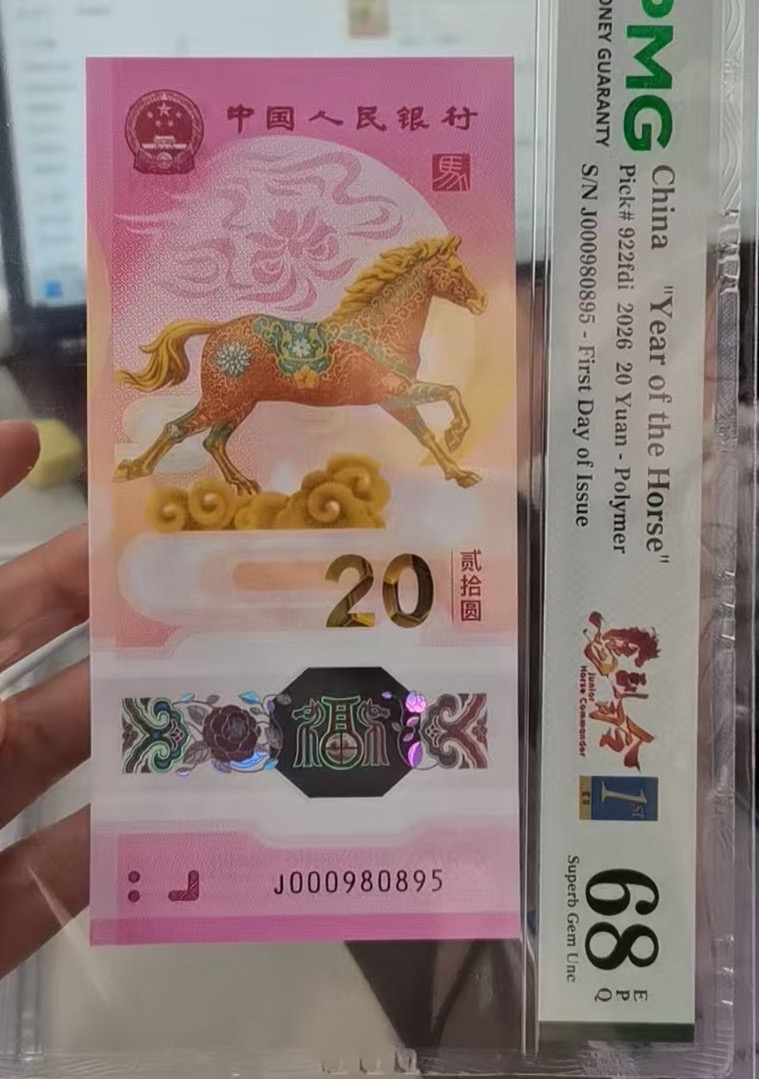 中国人民银行
馬
20
贰拾圆
J000980895
PMG
ONEY GUARANTY
China "Year of the Horse"
Pick# 922fdi 2026 20 Yuan - Polymer
S/N J000980895 - First Day of Issue
Junior
Horse Commander
1ST
68
EPQ
Superb Gem Unc